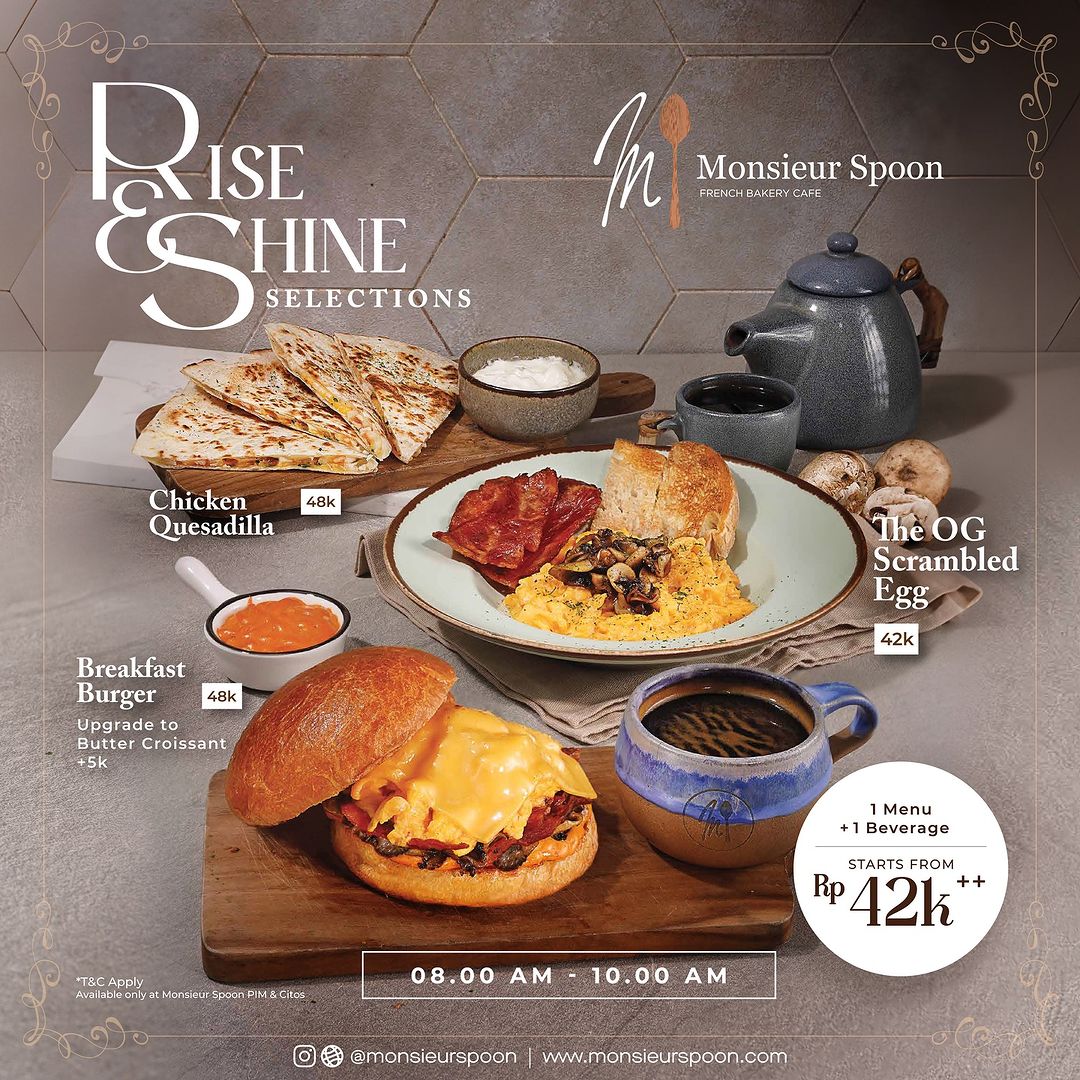 RISE
& SHINE
SELECTIONS
M
Monsieur Spoon
FRENCH BAKERY CAFE
Chicken
Quesadilla
48k
The OG
Scrambled
Egg
42k
Breakfast
Burger
48k
Upgrade to
Butter Croissant
+5k
M
1 Menu
+ 1 Beverage
STARTS FROM
Rp 42k++
*T&C Apply
Available only at Monsieur Spoon PIM & Citos
08.00 AM - 10.00 AM
@monsieurspoon | www.monsieurspoon.com